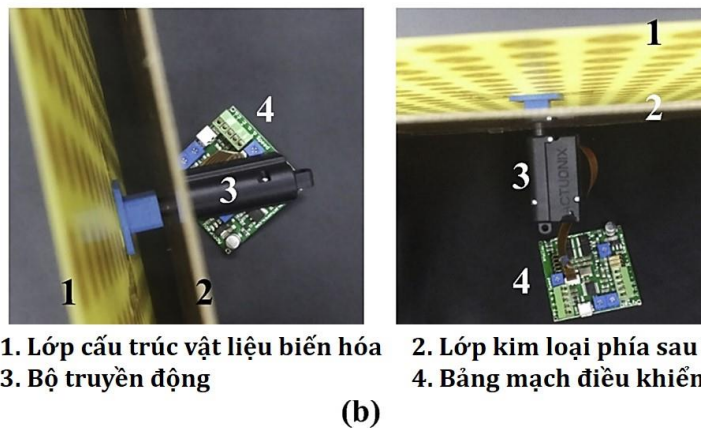 1
4
3
2
1
2
3
ACTUONIX
4
1. Lớp cấu trúc vật liệu biến hóa
2. Lớp kim loại phía sau
3. Bộ truyền động
4. Bảng mạch điều khiển
(b)